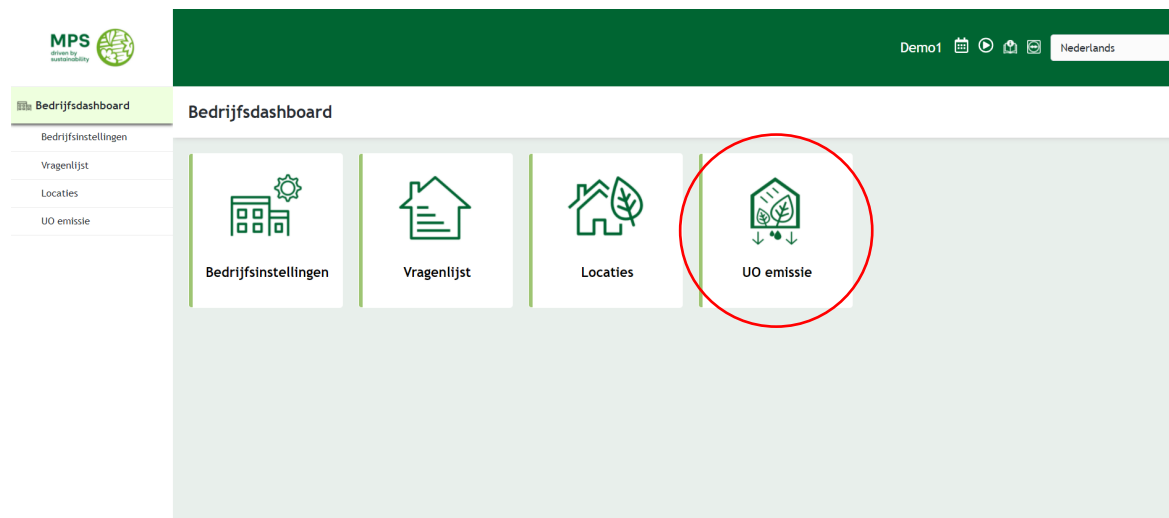 MPS
driven by
sustainability
Demo1
Nederlands
Bedrijfsdashboard
Bedrijfsinstellingen
Vragenlijst
Locaties
UO emissie
Bedrijfsdashboard
Bedrijfsinstellingen
Vragenlijst
Locaties
UO emissie